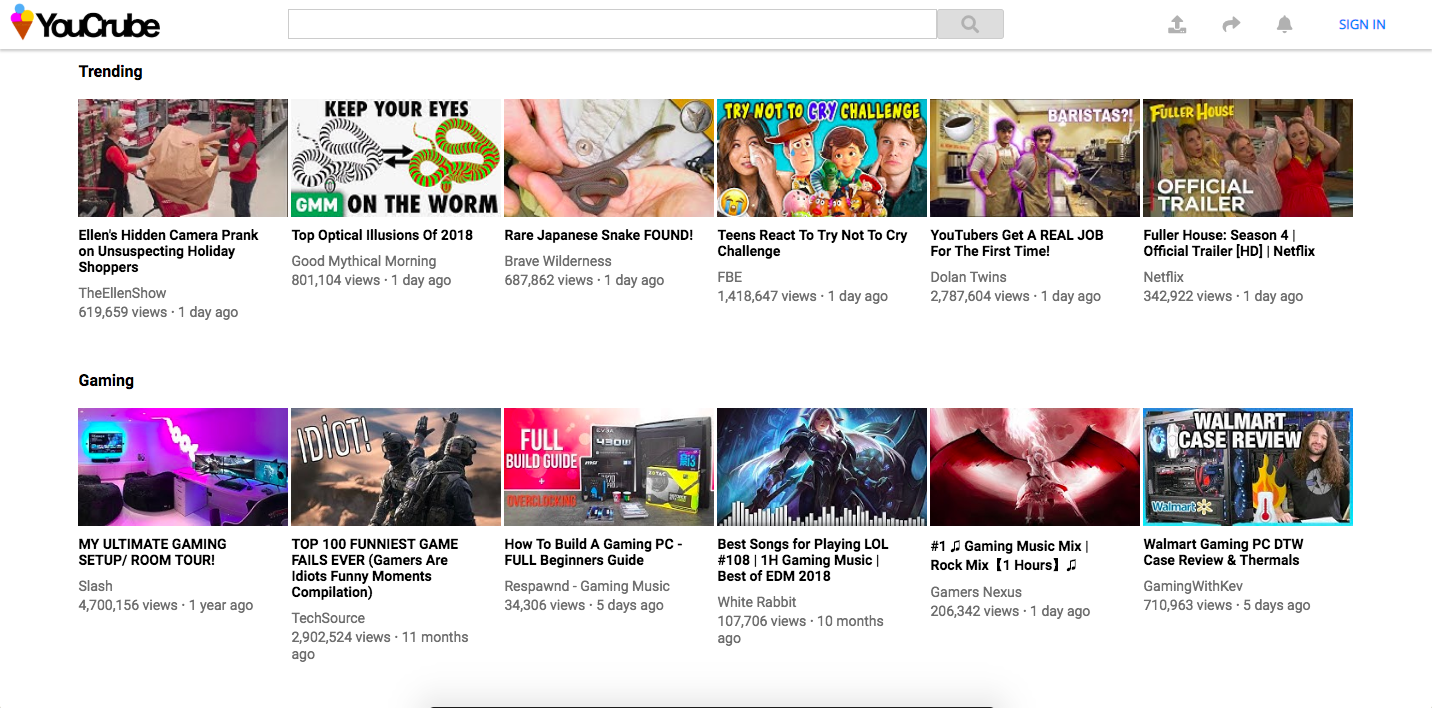 YouCrube
SIGN IN
Trending
KEEP YOUR EYES
GMM ON THE WORM
TRY NOT TO CRY CHALLENGE
BARISTAS?!
FULLER HOUSE
OFFICIAL
TRAILER
Ellen's Hidden Camera Prank
on Unsuspecting Holiday
Shoppers
TheEllenShow
619,659 views · 1 day ago
Top Optical Illusions Of 2018
Good Mythical Morning
801,104 views · 1 day ago
Rare Japanese Snake FOUND!
Brave Wilderness
687,862 views · 1 day ago
Teens React To Try Not To Cry
Challenge
FBE
1,418,647 views · 1 day ago
YouTubers Get A REAL JOB
For The First Time!
Dolan Twins
2,787,604 views · 1 day ago
Fuller House: Season 4 |
Official Trailer [HD] | Netflix
Netflix
342,922 views · 1 day ago
Gaming
IDIOT!
FULL
BUILD GUIDE
+
OVERCLOCKING
EVGA
430W
MSI
ZOTAC
i3
WALMART
CASE REVIEW
Walmart
MY ULTIMATE GAMING
SETUP/ ROOM TOUR!
Slash
4,700,156 views · 1 year ago
TOP 100 FUNNIEST GAME
FAILS EVER (Gamers Are
Idiots Funny Moments
Compilation)
TechSource
2,902,524 views · 11 months
ago
How To Build A Gaming PC -
FULL Beginners Guide
Respawnd - Gaming Music
34,306 views · 5 days ago
Best Songs for Playing LOL
#108 | 1H Gaming Music |
Best of EDM 2018
White Rabbit
107,706 views · 10 months
ago
#1 ♫ Gaming Music Mix |
Rock Mix【1 Hours】♫
Gamers Nexus
206,342 views · 1 day ago
Walmart Gaming PC DTW
Case Review & Thermals
GamingWithKev
710,963 views · 5 days ago